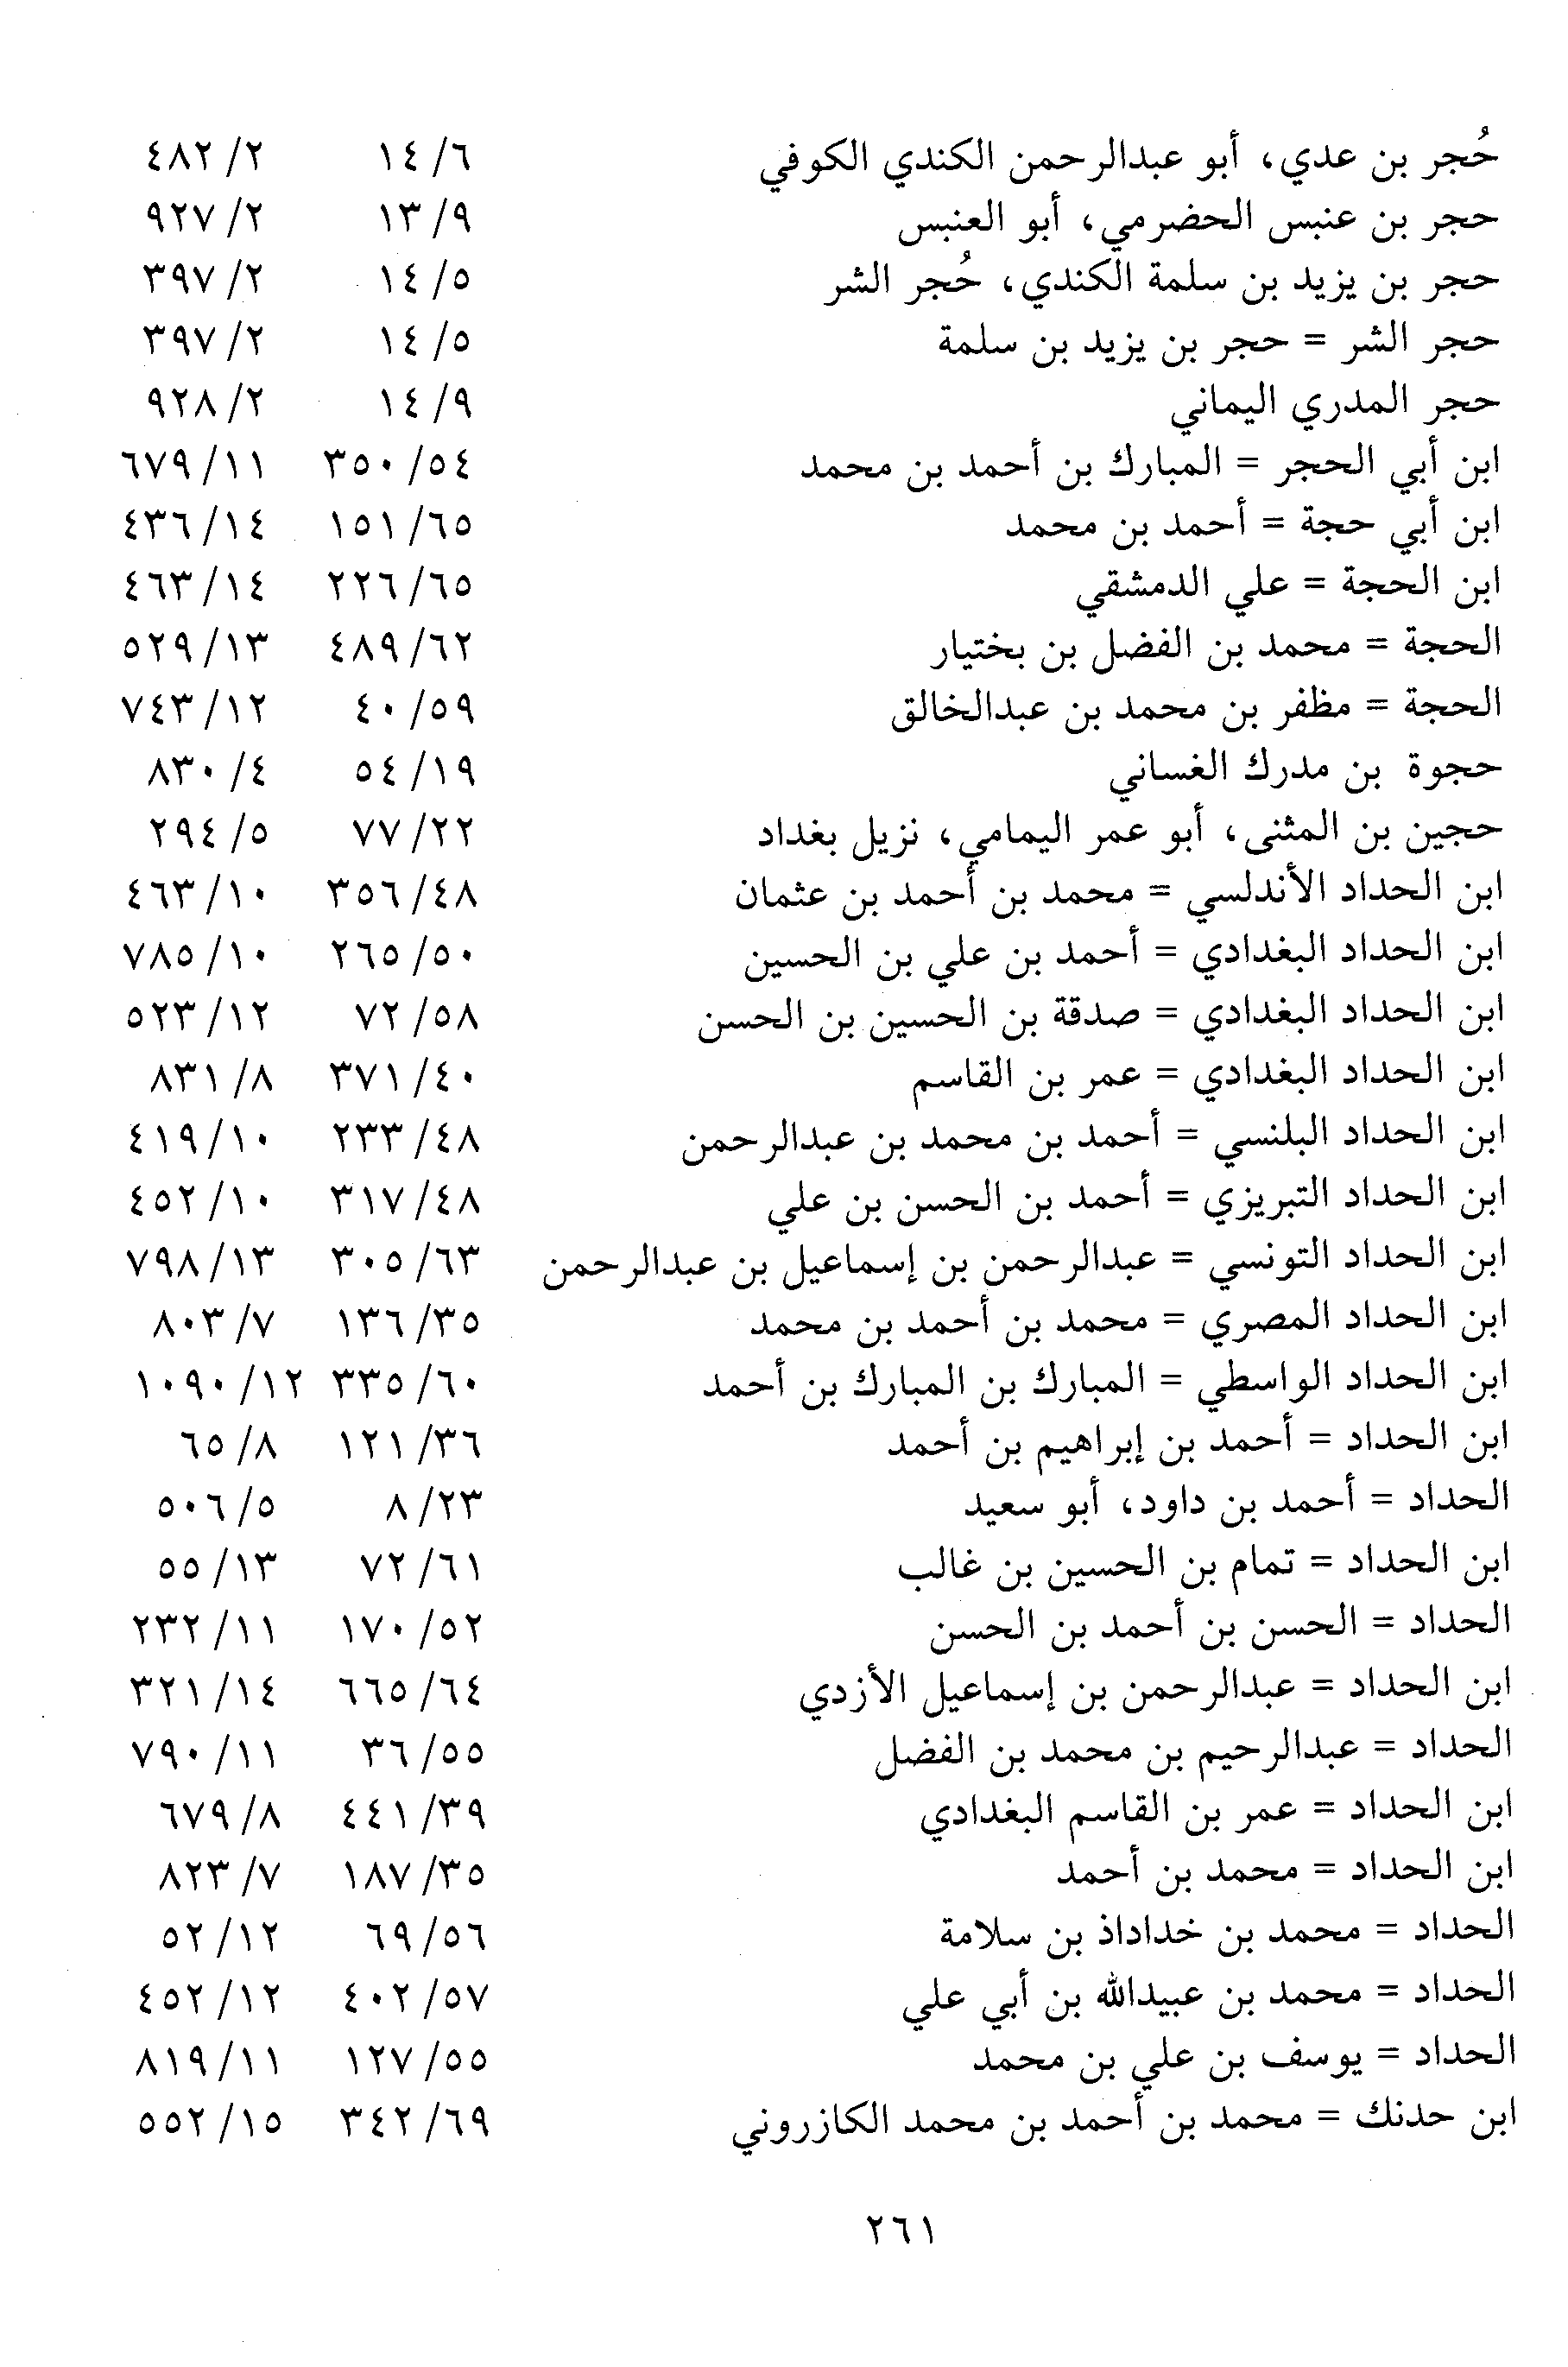 حُجر بن عدي، أبو عبدالرحمن الكندي الكوفي ٦/ ١٤ ٢/ ٤٨٢
حجر بن عنبس الحضرمي، أبو العنبس ٩/ ١٣ ٢/ ٩٢٧
حجر بن يزيد بن سلمة الكندي، حُجر الشر ٥/ ١٤ ٢/ ٣٩٧
حجر الشر = حجر بن يزيد بن سلمة ٥/ ١٤ ٢/ ٣٩٧
حجر المدري اليماني ٩/ ١٤ ٢/ ٩٢٨
ابن أبي الحجر = المبارك بن أحمد بن محمد ٥٤/ ٣٥٠ ١١/ ٦٧٩
ابن أبي حجة = أحمد بن محمد ٦٥/ ١٥١ ١٤/ ٤٣٦
ابن الحجة = علي الدمشقي ٦٥/ ٢٢٦ ١٤/ ٤٦٣
الحجة = محمد بن الفضل بن بختيار ٦٢/ ٤٨٩ ١٣/ ٥٢٩
الحجة = مظفر بن محمد بن عبدالخالق ٥٩/ ٤٠ ١٢/ ٧٤٣
حجوة بن مدرك الغساني ١٩/ ٥٤ ٤/ ٨٣٠
حجين بن المثنى، أبو عمر اليمامي، نزيل بغداد ٢٢/ ٧٧ ٥/ ٢٩٤
ابن الحداد الأندلسي = محمد بن أحمد بن عثمان ٤٨/ ٣٥٦ ١٠/ ٤٦٣
ابن الحداد البغدادي = أحمد بن علي بن الحسين ٥٠/ ٢٦٥ ١٠/ ٧٨٥
ابن الحداد البغدادي = صدقة بن الحسين بن الحسن ٥٨/ ٧٢ ١٢/ ٥٢٣
ابن الحداد البغدادي = عمر بن القاسم ٤٠/ ٣٧١ ٨/ ٨٣١
ابن الحداد البلنسي = أحمد بن محمد بن عبدالرحمن ٤٨/ ٢٣٣ ١٠/ ٤١٩
ابن الحداد التبريزي = أحمد بن الحسن بن علي ٤٨/ ٣١٧ ١٠/ ٤٥٢
ابن الحداد التونسي = عبدالرحمن بن إسماعيل بن عبدالرحمن ٦٣/ ٣٠٥ ١٣/ ٧٩٨
ابن الحداد المصري = محمد بن أحمد بن محمد ٣٥/ ١٣٦ ٧/ ٨٠٣
ابن الحداد الواسطي = المبارك بن المبارك بن أحمد ٦٠/ ٣٣٥ ١٢/ ١٠٩٠
ابن الحداد = أحمد بن إبراهيم بن أحمد ٣٦/ ١٢١ ٨/ ٦٥
الحداد = أحمد بن داود، أبو سعيد ٢٣/ ٨ ٥/ ٥٠٦
ابن الحداد = تمام بن الحسين بن غالب ٦١/ ٧٢ ١٣/ ٥٥
الحداد = الحسن بن أحمد بن الحسن ٥٢/ ١٧٠ ١١/ ٢٣٢
ابن الحداد = عبدالرحمن بن إسماعيل الأزدي ٦٤/ ٦٦٥ ١٤/ ٣٢١
الحداد = عبدالرحيم بن محمد بن الفضل ٥٥/ ٣٦ ١١/ ٧٩٠
ابن الحداد = عمر بن القاسم البغدادي ٣٩/ ٤٤١ ٨/ ٦٧٩
ابن الحداد = محمد بن أحمد ٣٥/ ١٨٧ ٧/ ٨٢٣
الحداد = محمد بن خداداذ بن سلامة ٥٦/ ٦٩ ١٢/ ٥٢
الحداد = محمد بن عبيدالله بن أبي علي ٥٧/ ٤٠٢ ١٢/ ٤٥٢
الحداد = يوسف بن علي بن محمد ٥٥/ ١٢٧ ١١/ ٨١٩
ابن حدنك = محمد بن أحمد بن محمد الكازروني ٦٩/ ٣٤٢ ١٥/ ٥٥٢
٢٦١